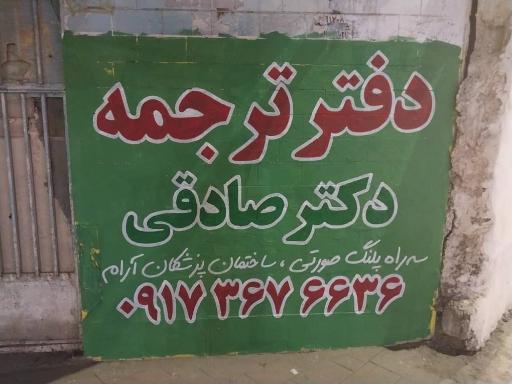 دفتر ترجمه
دکتر صادقی
سه راه پلنگ صورتی، ساختمان پزشکان آرام
۰۹۱۷ ۳۶۷ ۶۶۳۶